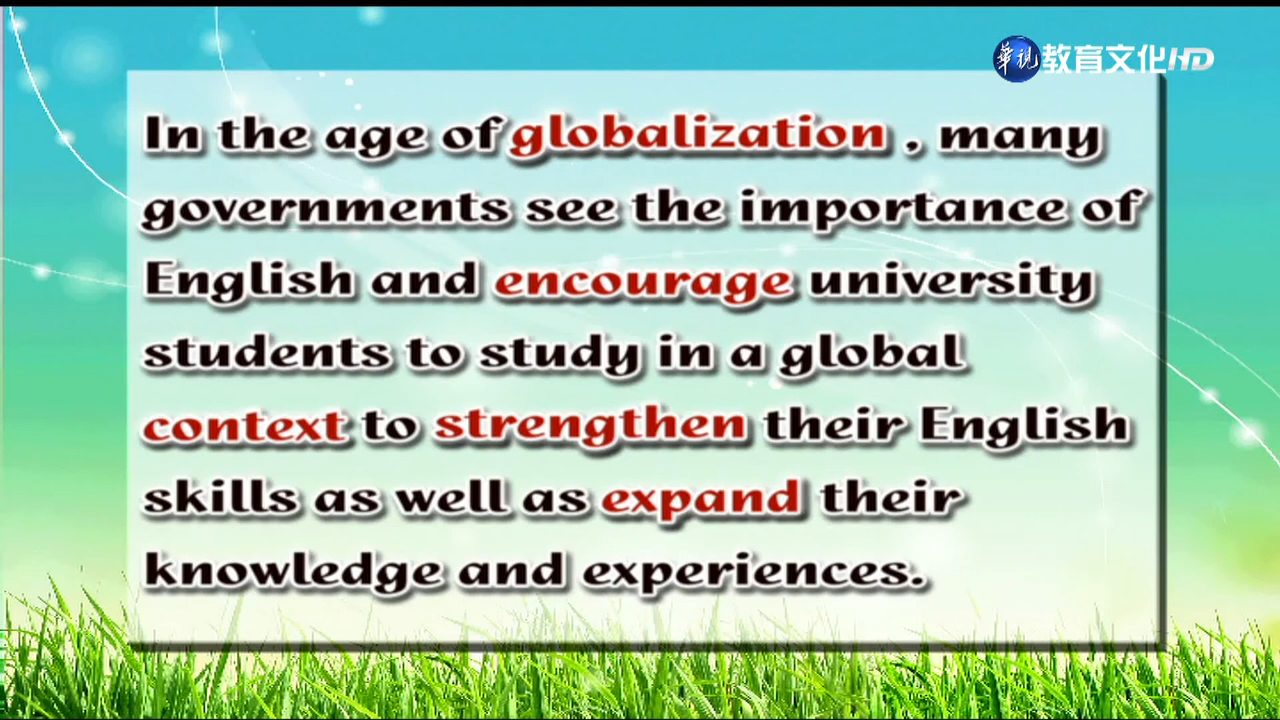 華視 教育文化HD
In the age of globalization , many
governments see the importance of
English and encourage university
students to study in a global
context to strengthen their English
skills as well as expand their
knowledge and experiences.